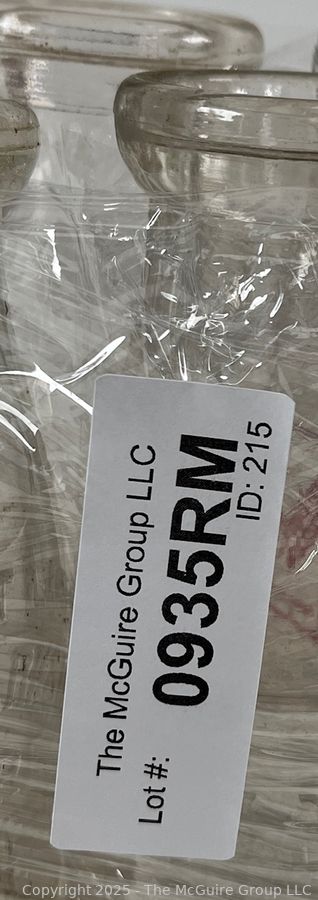 The McGuire Group LLC
Lot #: 0935RM
ID: 215
Copyright 2025 - The McGuire Group LLC